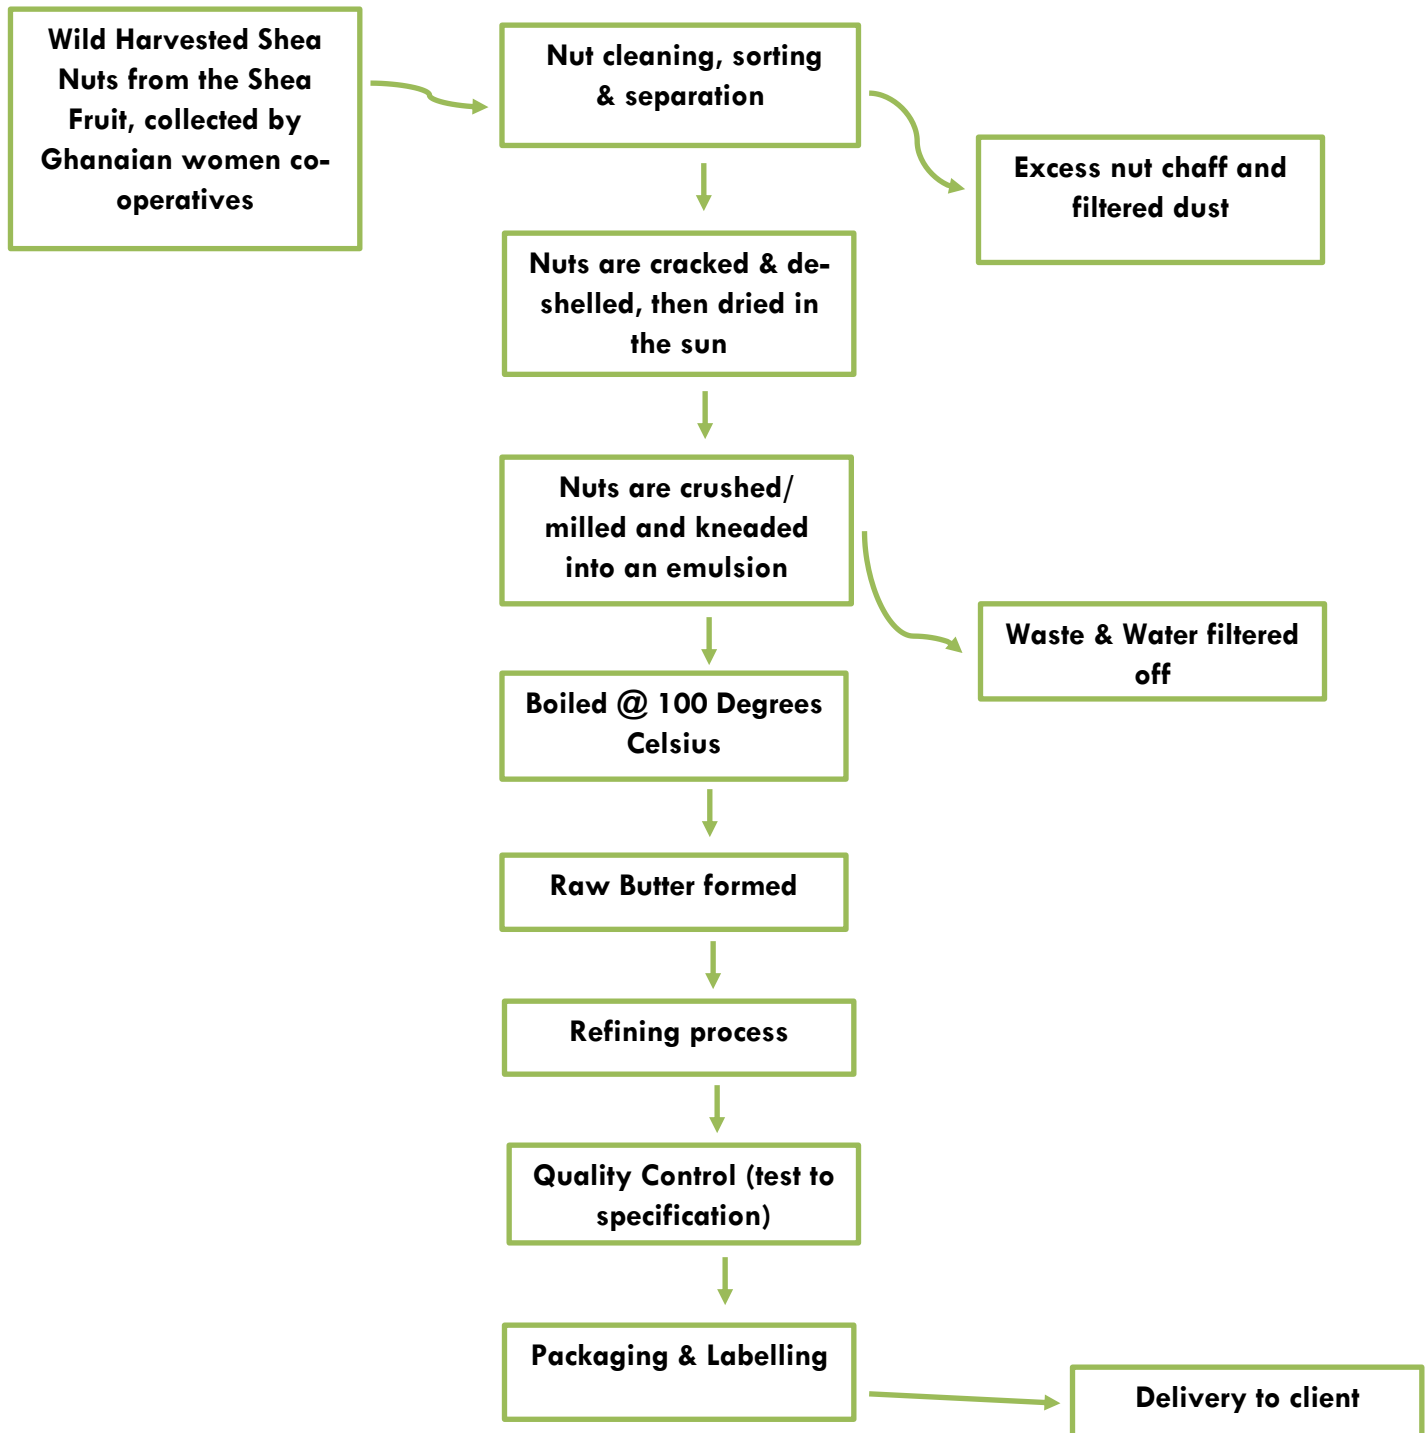 Wild Harvested Shea
Nuts from the Shea
Fruit, collected by
Ghanaian women co-
operatives
Nut cleaning, sorting
& separation
Excess nut chaff and
filtered dust
Nuts are cracked & de-
shelled, then dried in
the sun
Nuts are crushed/
milled and kneaded
into an emulsion
Waste & Water filtered
off
Boiled @ 100 Degrees
Celsius
Raw Butter formed
Refining process
Quality Control (test to
specification)
Packaging & Labelling
Delivery to client